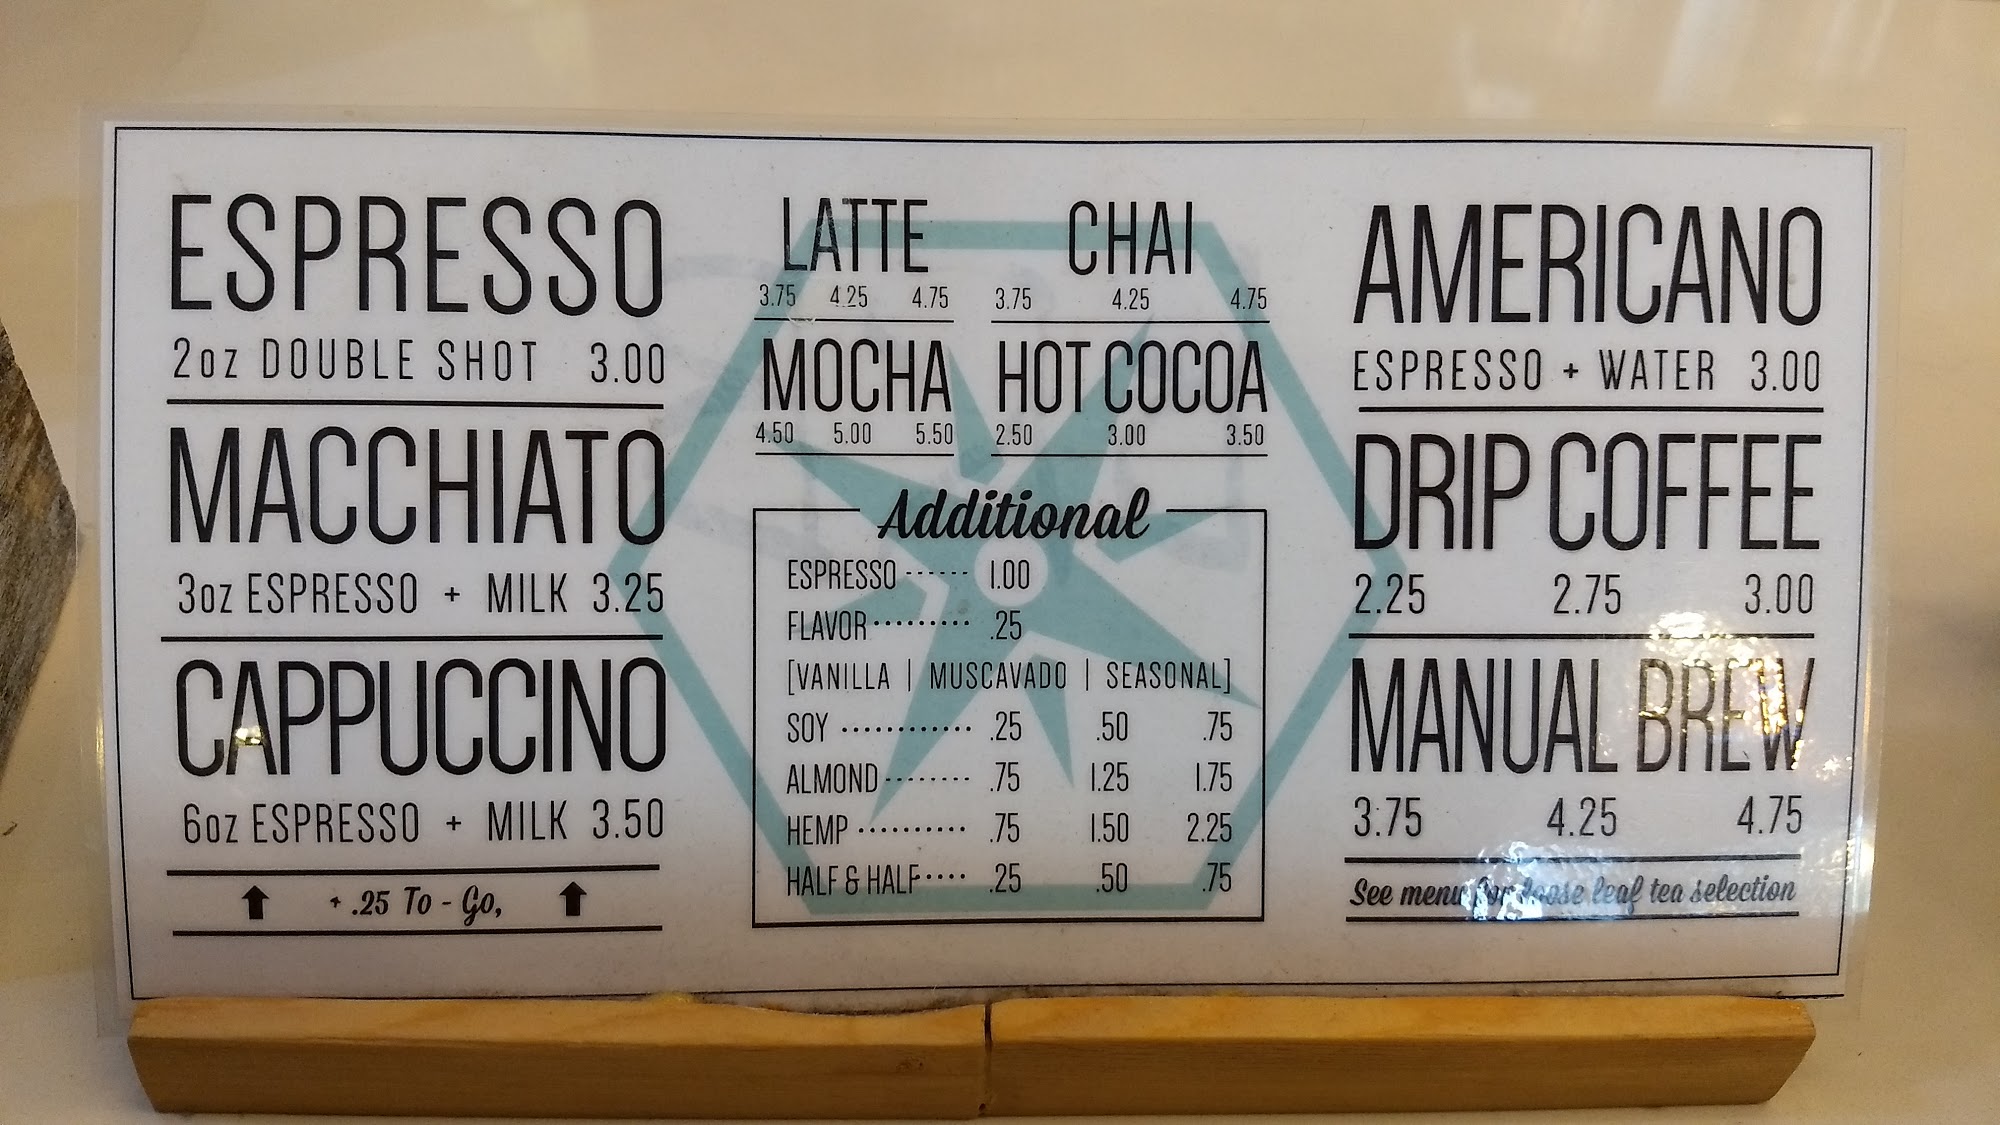 ESPRESSO
2oz DOUBLE SHOT 3.00
MACCHIATO
3oz ESPRESSO + MILK 3.25
CAPPUCCINO
6oz ESPRESSO + MILK 3.50
+ .25 To - Go,
LATTE
3.75 4.25 4.75
CHAI
3.75 4.25 4.75
MOCHA
4.50 5.00 5.50
HOT COCOA
2.50 3.00 3.50
Additional
ESPRESSO ------ 1.00
FLAVOR ········· .25
[VANILLA | MUSCAVADO | SEASONAL]
SOY ············ .25 .50 .75
ALMOND -------- .75 1.25 1.75
HEMP ·········· .75 1.50 2.25
HALF & HALF ···· .25 .50 .75
AMERICANO
ESPRESSO + WATER 3.00
DRIP COFFEE
2.25 2.75 3.00
MANUAL BREW
3.75 4.25 4.75
See menu for loose leaf tea selection